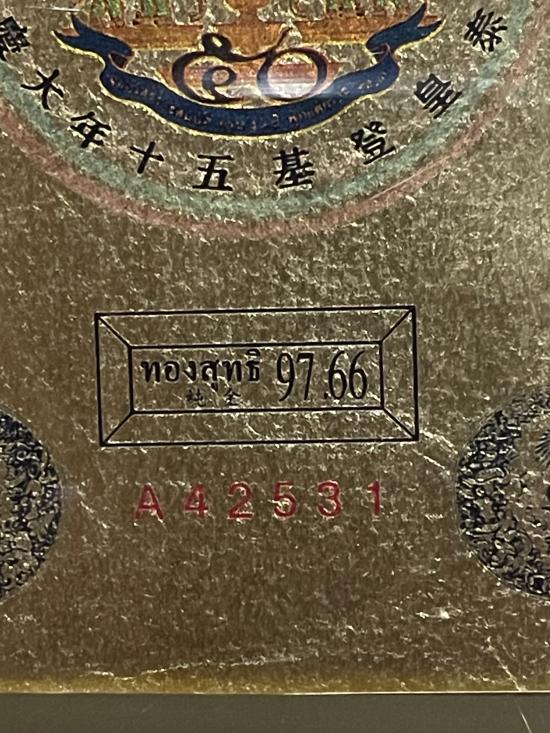 ๕๐
泰皇登基五十年大慶
ทองสุทธิ 97.66
純金
A42531